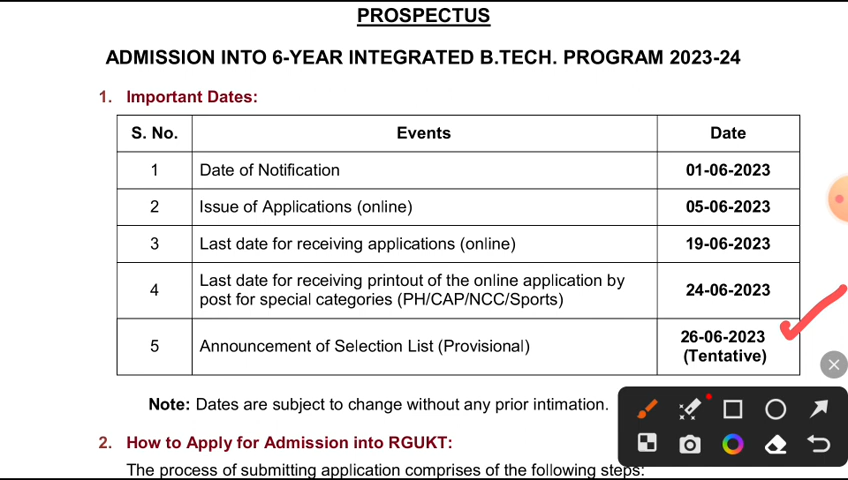 PROSPECTUS
ADMISSION INTO 6-YEAR INTEGRATED B.TECH. PROGRAM 2023-24
1. Important Dates:
S. No. Events Date
1 Date of Notification 01-06-2023
2 Issue of Applications (online) 05-06-2023
3 Last date for receiving applications (online) 19-06-2023
4 Last date for receiving printout of the online application by
post for special categories (PH/CAP/NCC/Sports) 24-06-2023
5 Announcement of Selection List (Provisional) 26-06-2023
(Tentative)
Note: Dates are subject to change without any prior intimation.
2. How to Apply for Admission into RGUKT:
The process of submitting application comprises of the following steps: